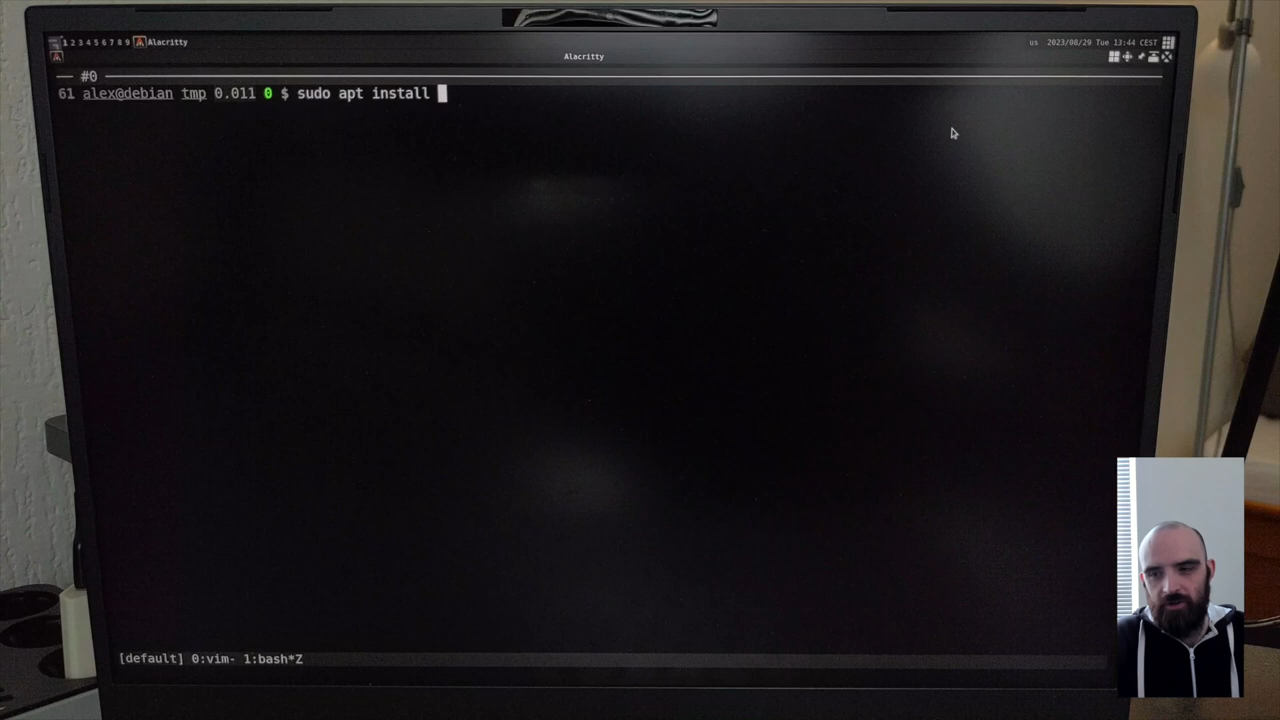 1 2 3 4 5 6 7 8 9 Alacritty
us 2023/08/29 Tue 13:44 CEST
Alacritty
#0
61 alex@debian tmp 0.011 0 $ sudo apt install
[default] 0:vim- 1:bash*Z